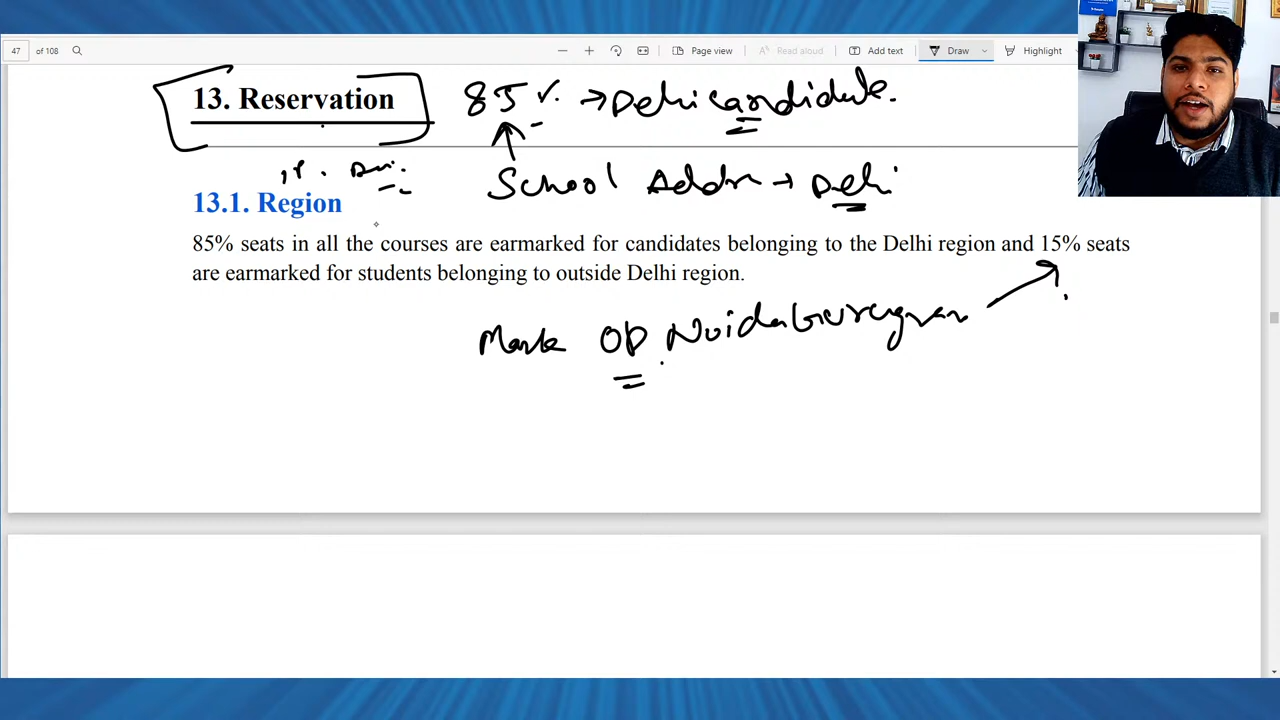 47 of 108
Page view
Read aloud
Add text
Draw
Highlight
13. Reservation 85 % → Delhi candidate.
School Addr → Delhi
13.1. Region
85% seats in all the courses are earmarked for candidates belonging to the Delhi region and 15% seats
are earmarked for students belonging to outside Delhi region.
Mark OD Noida Gurugram